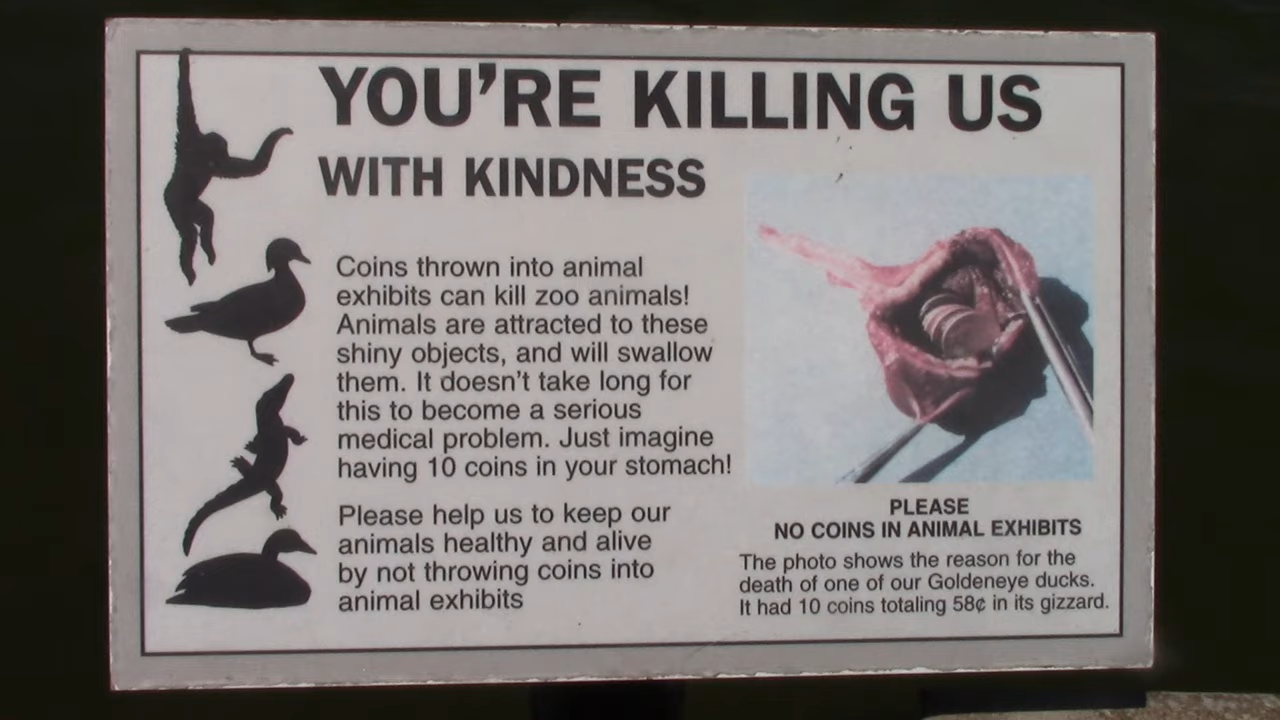 YOU'RE KILLING US
WITH KINDNESS
Coins thrown into animal
exhibits can kill zoo animals!
Animals are attracted to these
shiny objects, and will swallow
them. It doesn't take long for
this to become a serious
medical problem. Just imagine
having 10 coins in your stomach!
Please help us to keep our
animals healthy and alive
by not throwing coins into
animal exhibits
PLEASE
NO COINS IN ANIMAL EXHIBITS
The photo shows the reason for the
death of one of our Goldeneye ducks.
It had 10 coins totaling 58¢ in its gizzard.